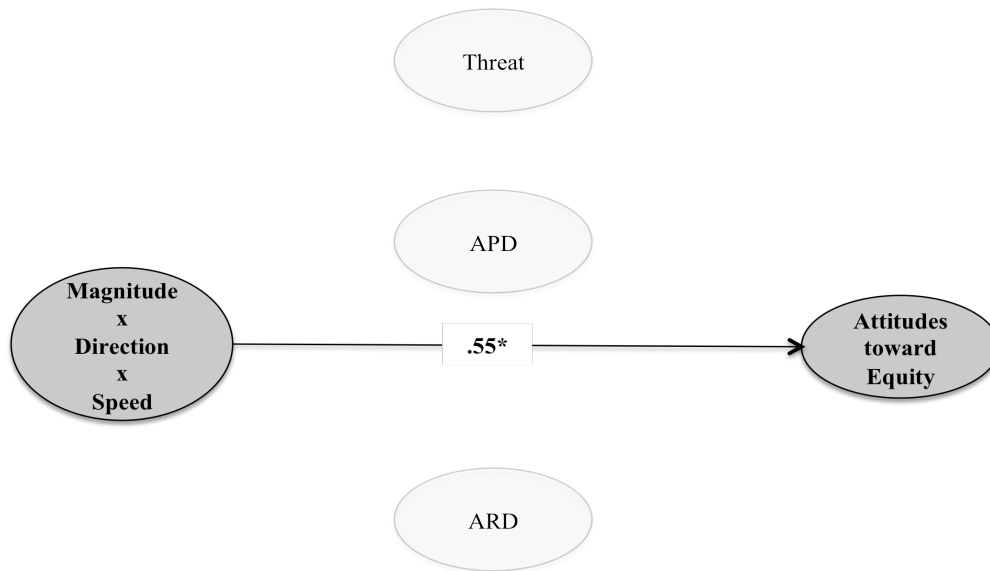 Threat
APD
Magnitude
x
Direction
x
Speed
.55*
Attitudes
toward
Equity
ARD